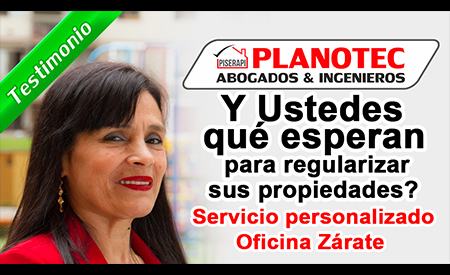 Testimonio
PISERAPI
PLANOTEC
ABOGADOS & INGENIEROS
Y Ustedes
qué esperan
para regularizar
sus propiedades?
Servicio personalizado
Oficina Zárate